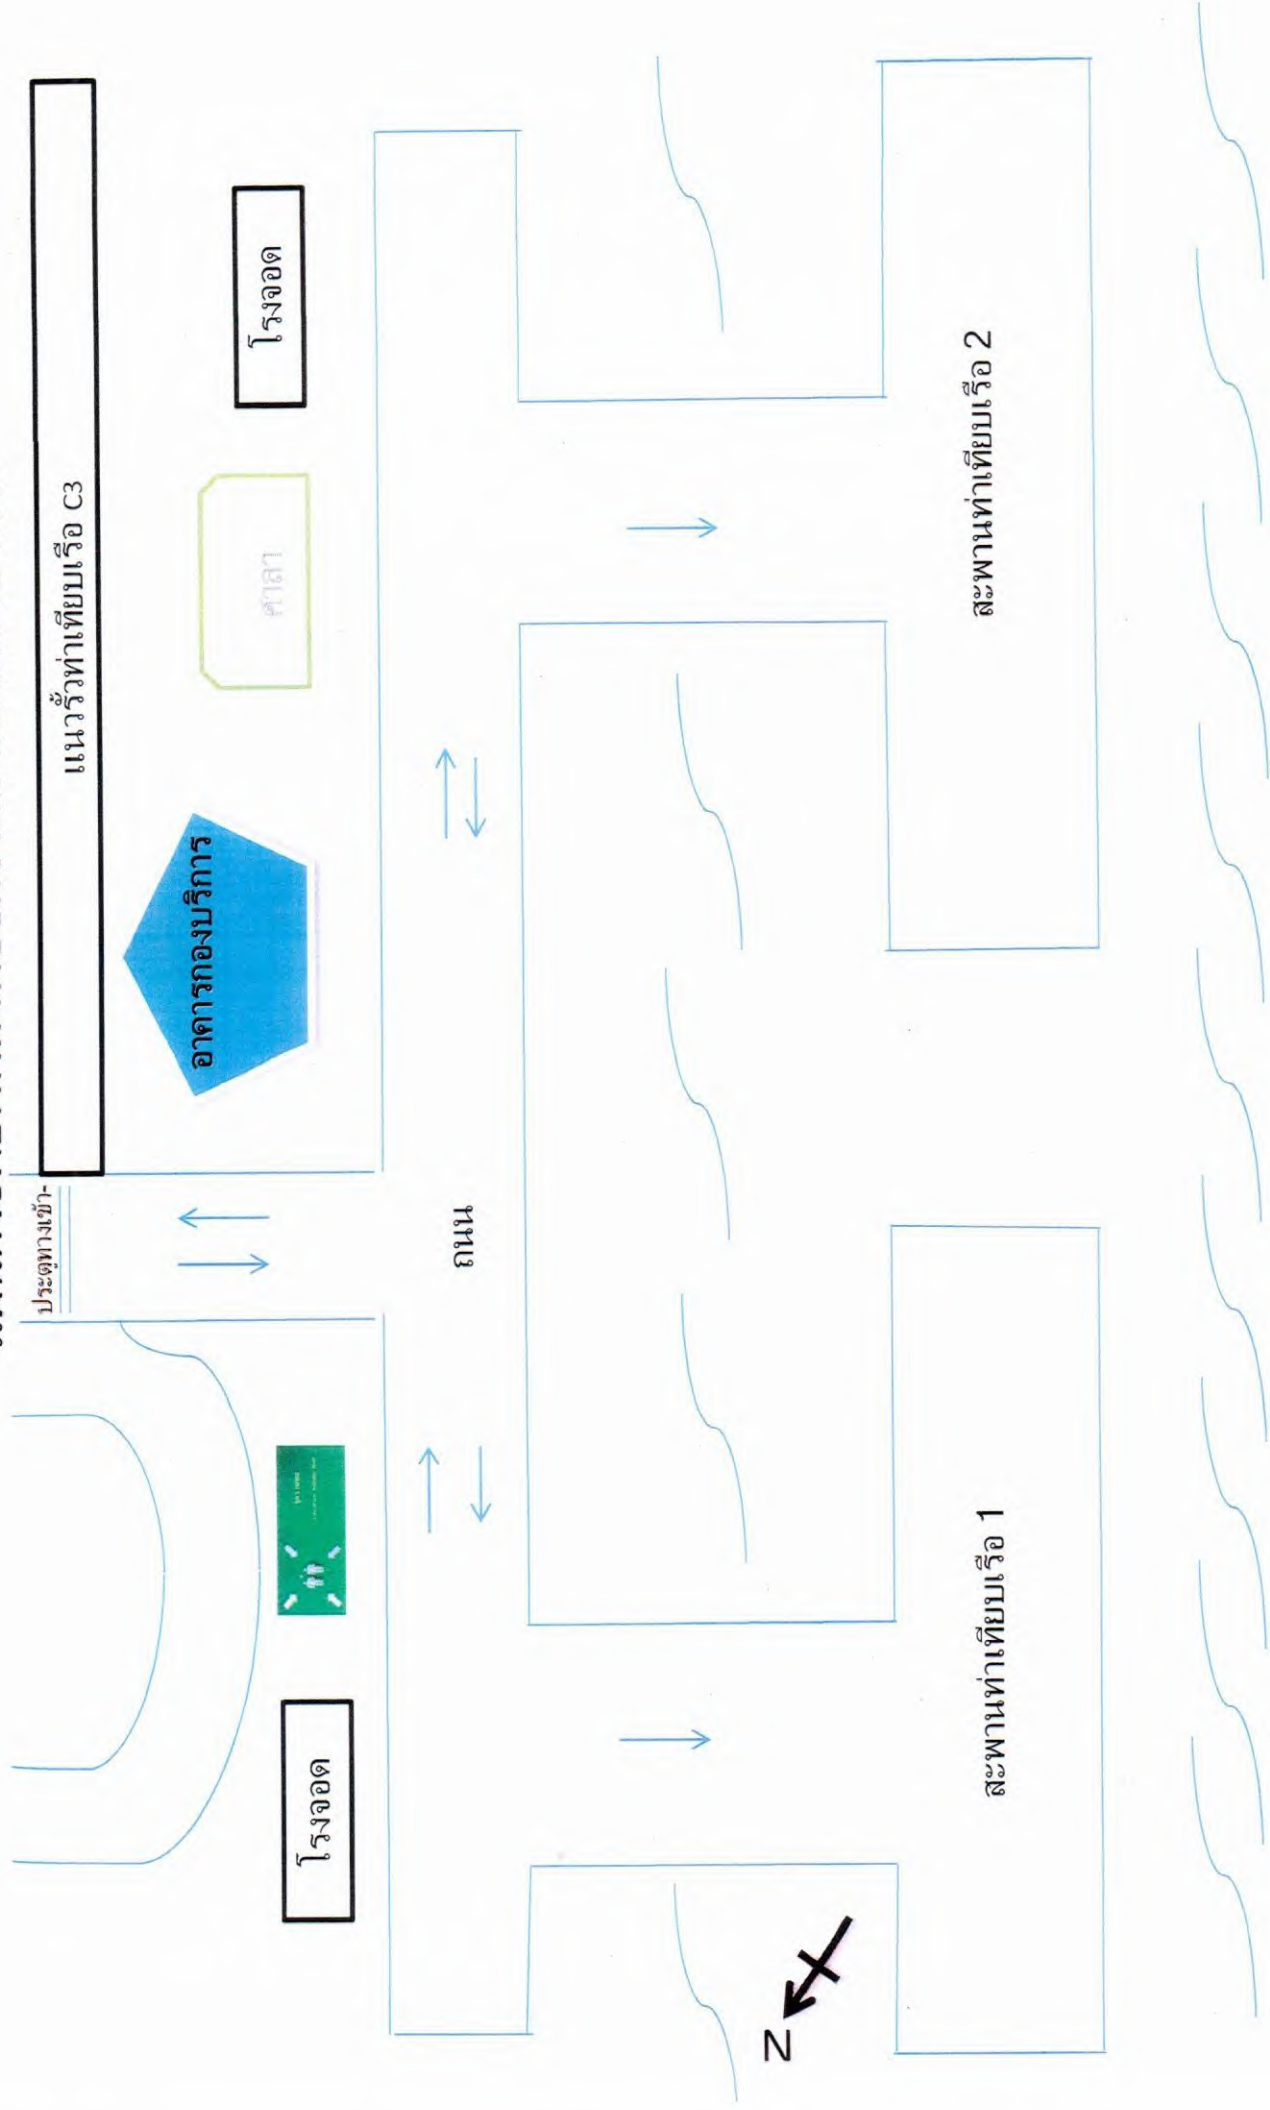 ประตูทางเข้า-
แนวรั้วท่าเทียบเรือ C3
โรงจอด
อาคารกองบริการ
ศาลา
โรงจอด
ถนน
สะพานท่าเทียบเรือ 1
สะพานท่าเทียบเรือ 2
N